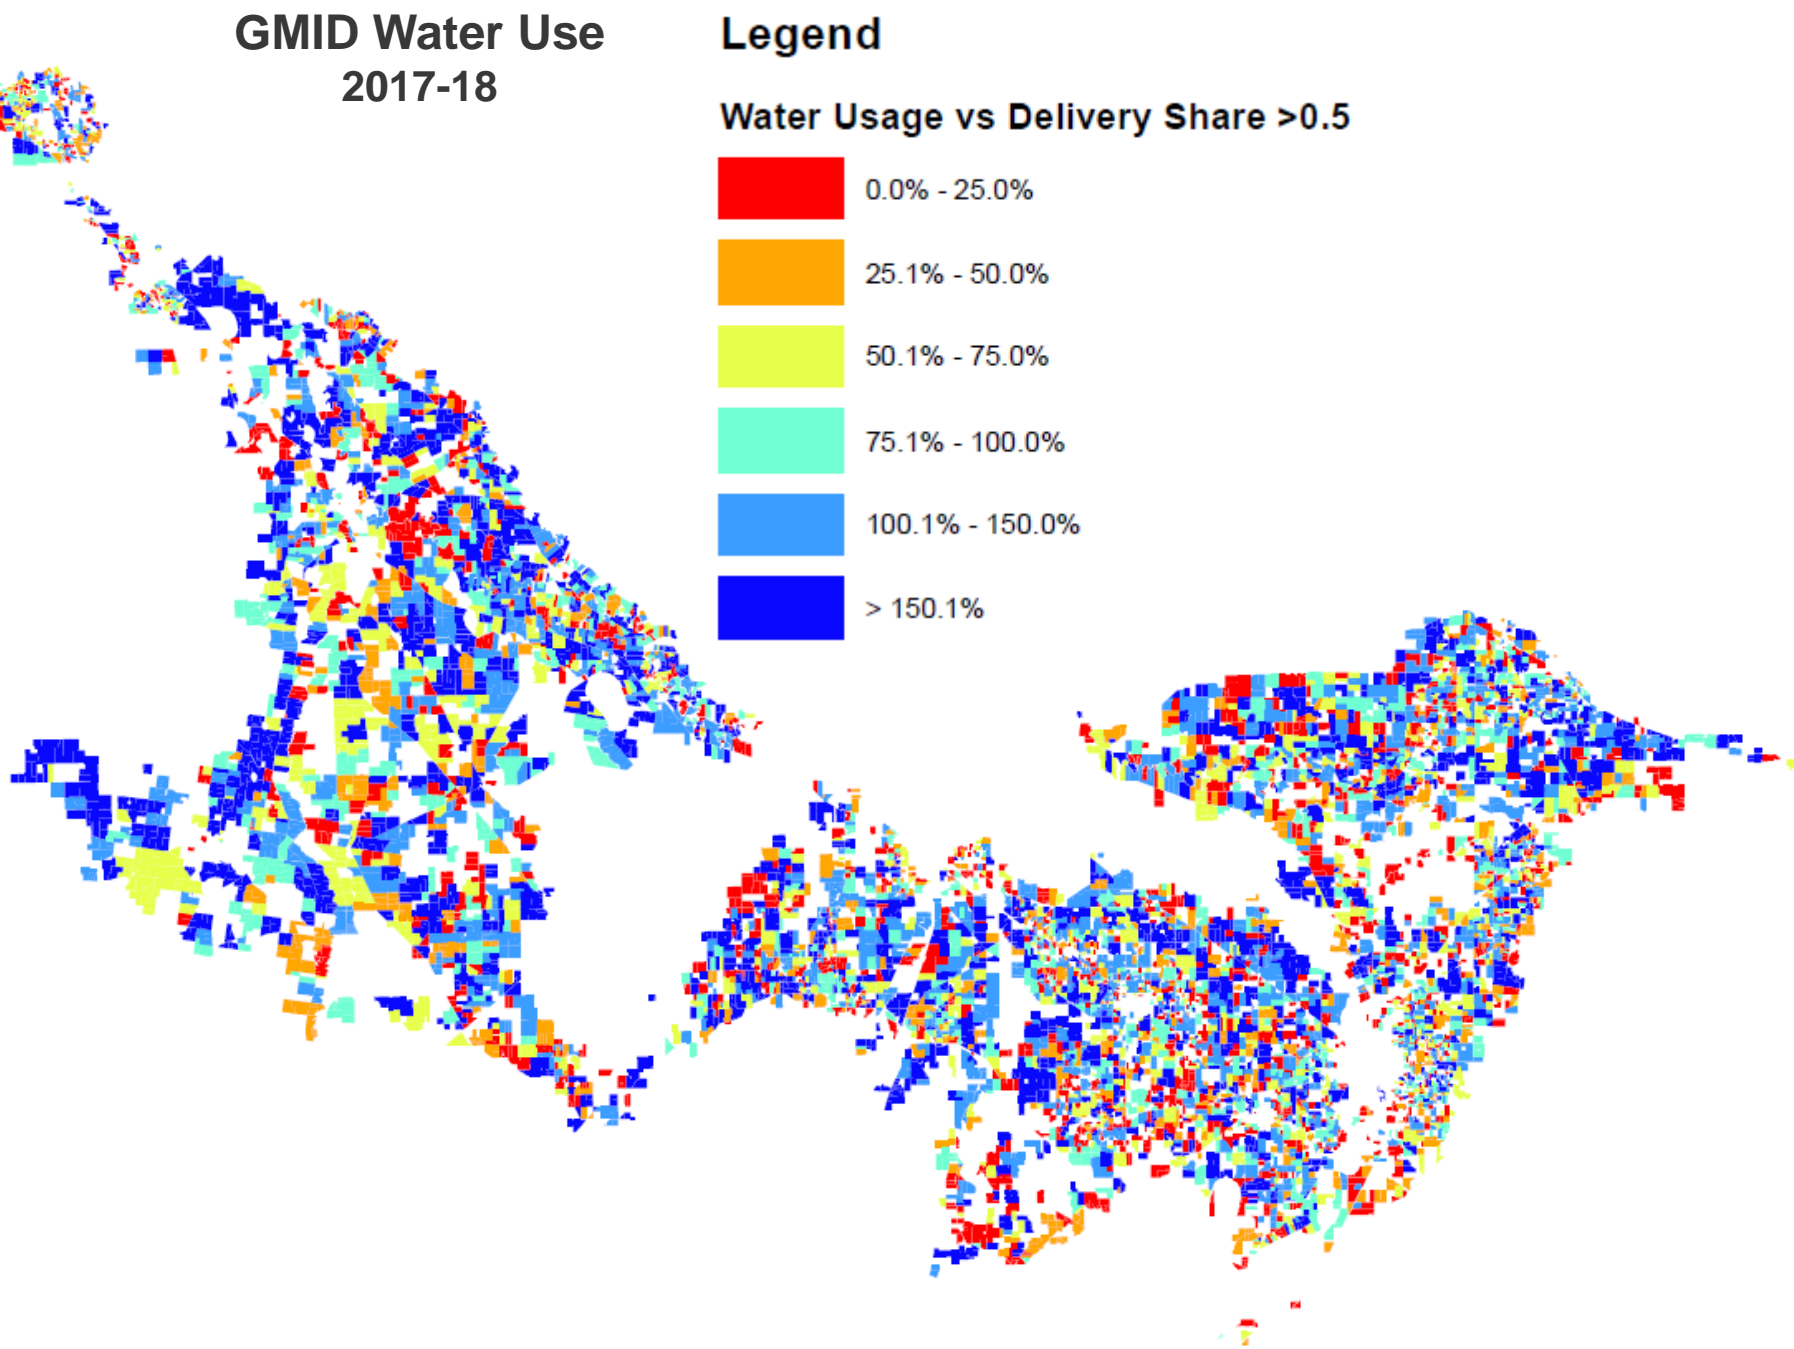 GMID Water Use
2017-18
Legend
Water Usage vs Delivery Share >0.5
0.0% - 25.0%
25.1% - 50.0%
50.1% - 75.0%
75.1% - 100.0%
100.1% - 150.0%
> 150.1%